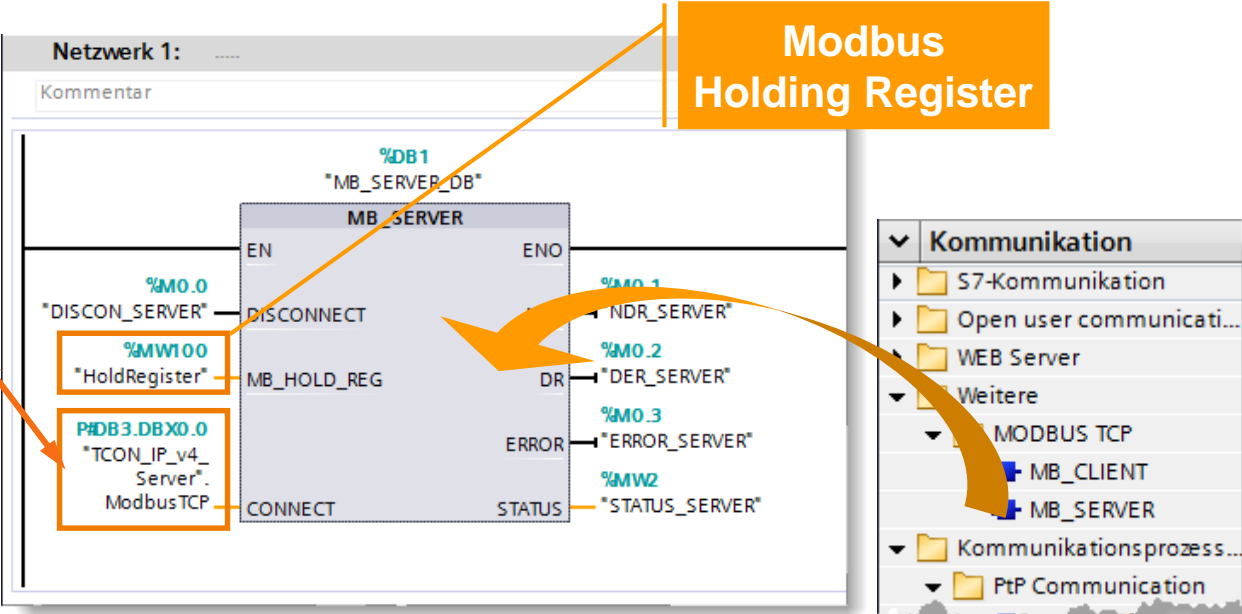 Modbus
Holding Register
Netzwerk 1: .....
Kommentar
%DB1
"MB_SERVER_DB"
MB_SERVER
EN
ENO
%M0.0
"DISCON_SERVER"
DISCONNECT
%M0.1
NDR_SERVER"
%MW100
"HoldRegister"
MB_HOLD_REG
%M0.2
DR
"DER_SERVER"
P#DB3.DBX0.0
"TCON_IP_v4_
Server".
ModbusTCP
CONNECT
%M0.3
ERROR
"ERROR_SERVER"
%MW2
STATUS
"STATUS_SERVER"
Kommunikation
S7-Kommunikation
Open user communicati...
WEB Server
Weitere
MODBUS TCP
MB_CLIENT
MB_SERVER
Kommunikationsprozess...
PtP Communication